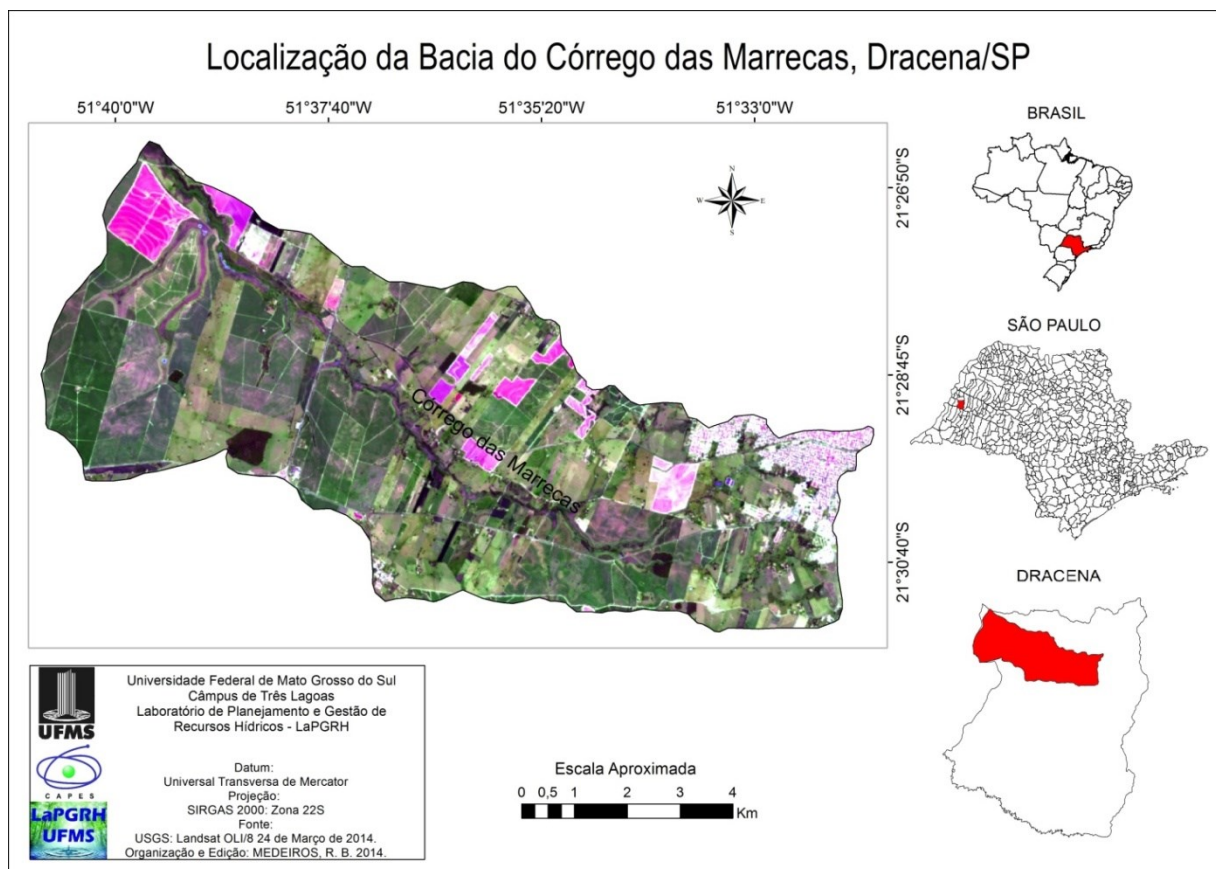 Localização da Bacia do Córrego das Marrecas, Dracena/SP
51°40'0"W
51°37'40"W
51°35'20"W
51°33'0"W
21°26'50"S
21°28'45"S
21°30'40"S
N
W
E
S
Córrego das Marrecas
BRASIL
SÃO PAULO
DRACENA
UFMS
CAPES
LaPGRH
UFMS
Universidade Federal de Mato Grosso do Sul
Câmpus de Três Lagoas
Laboratório de Planejamento e Gestão de
Recursos Hídricos - LaPGRH
Datum:
Universal Transversa de Mercator
Projeção:
SIRGAS 2000: Zona 22S
Fonte:
USGS: Landsat OLI/8 24 de Março de 2014.
Organização e Edição: MEDEIROS, R. B. 2014.
Escala Aproximada
0 0,5 1 2 3 4
Km